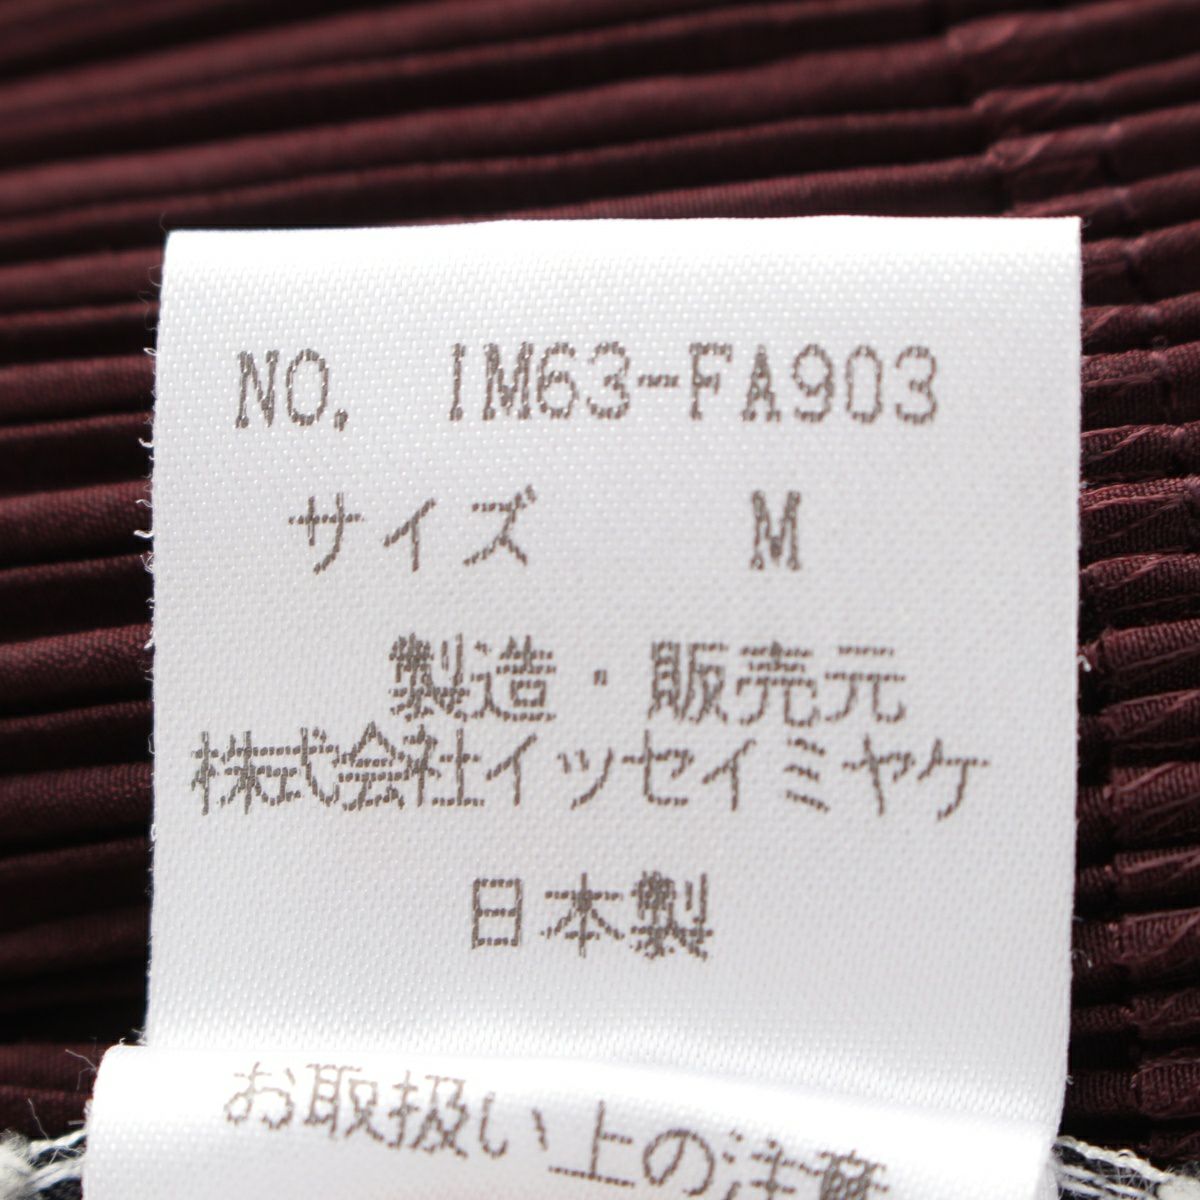 NO. IM63-FA903
サイズ M
製造・販売元
株式会社イッセイミヤケ
日本製
お取扱い上の注意